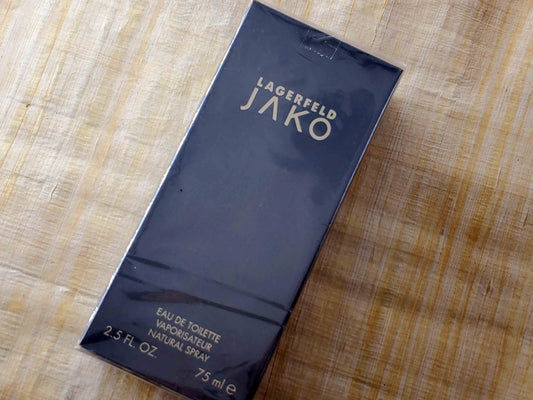 LAGERFELD
JAKO
EAU DE TOILETTE
VAPORISATEUR
NATURAL SPRAY
2.5 FL. OZ.
75 ml e